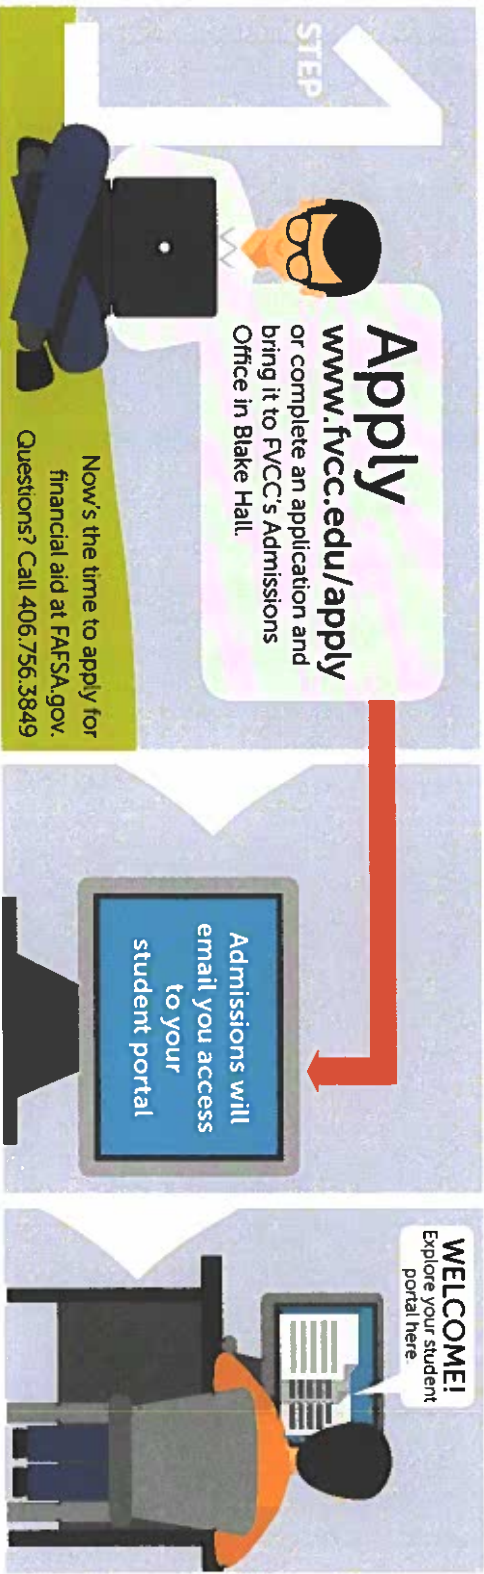 STEP
1
Apply
www.fvcc.edu/apply
or complete an application and
bring it to FVCC's Admissions
Office in Blake Hall.
Now's the time to apply for
financial aid at FAFSA.gov.
Questions? Call 406.756.3849
Admissions will
email you access
to your
student portal
WELCOME!
Explore your student
portal here.